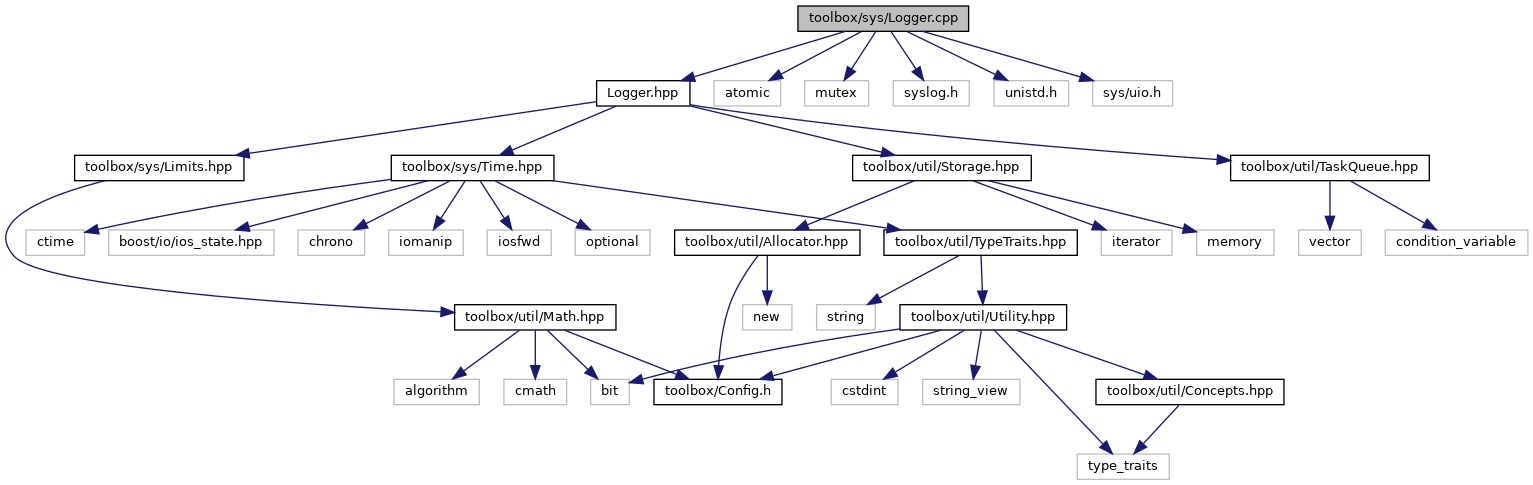 toolbox/sys/Logger.cpp
Logger.hpp
atomic
mutex
syslog.h
unistd.h
sys/uio.h
toolbox/sys/Limits.hpp
toolbox/sys/Time.hpp
toolbox/util/Storage.hpp
toolbox/util/TaskQueue.hpp
ctime
boost/io/ios_state.hpp
chrono
iomanip
iosfwd
optional
toolbox/util/Allocator.hpp
toolbox/util/TypeTraits.hpp
iterator
memory
vector
condition_variable
toolbox/util/Math.hpp
new
string
toolbox/util/Utility.hpp
algorithm
cmath
bit
toolbox/Config.h
cstdint
string_view
toolbox/util/Concepts.hpp
type_traits